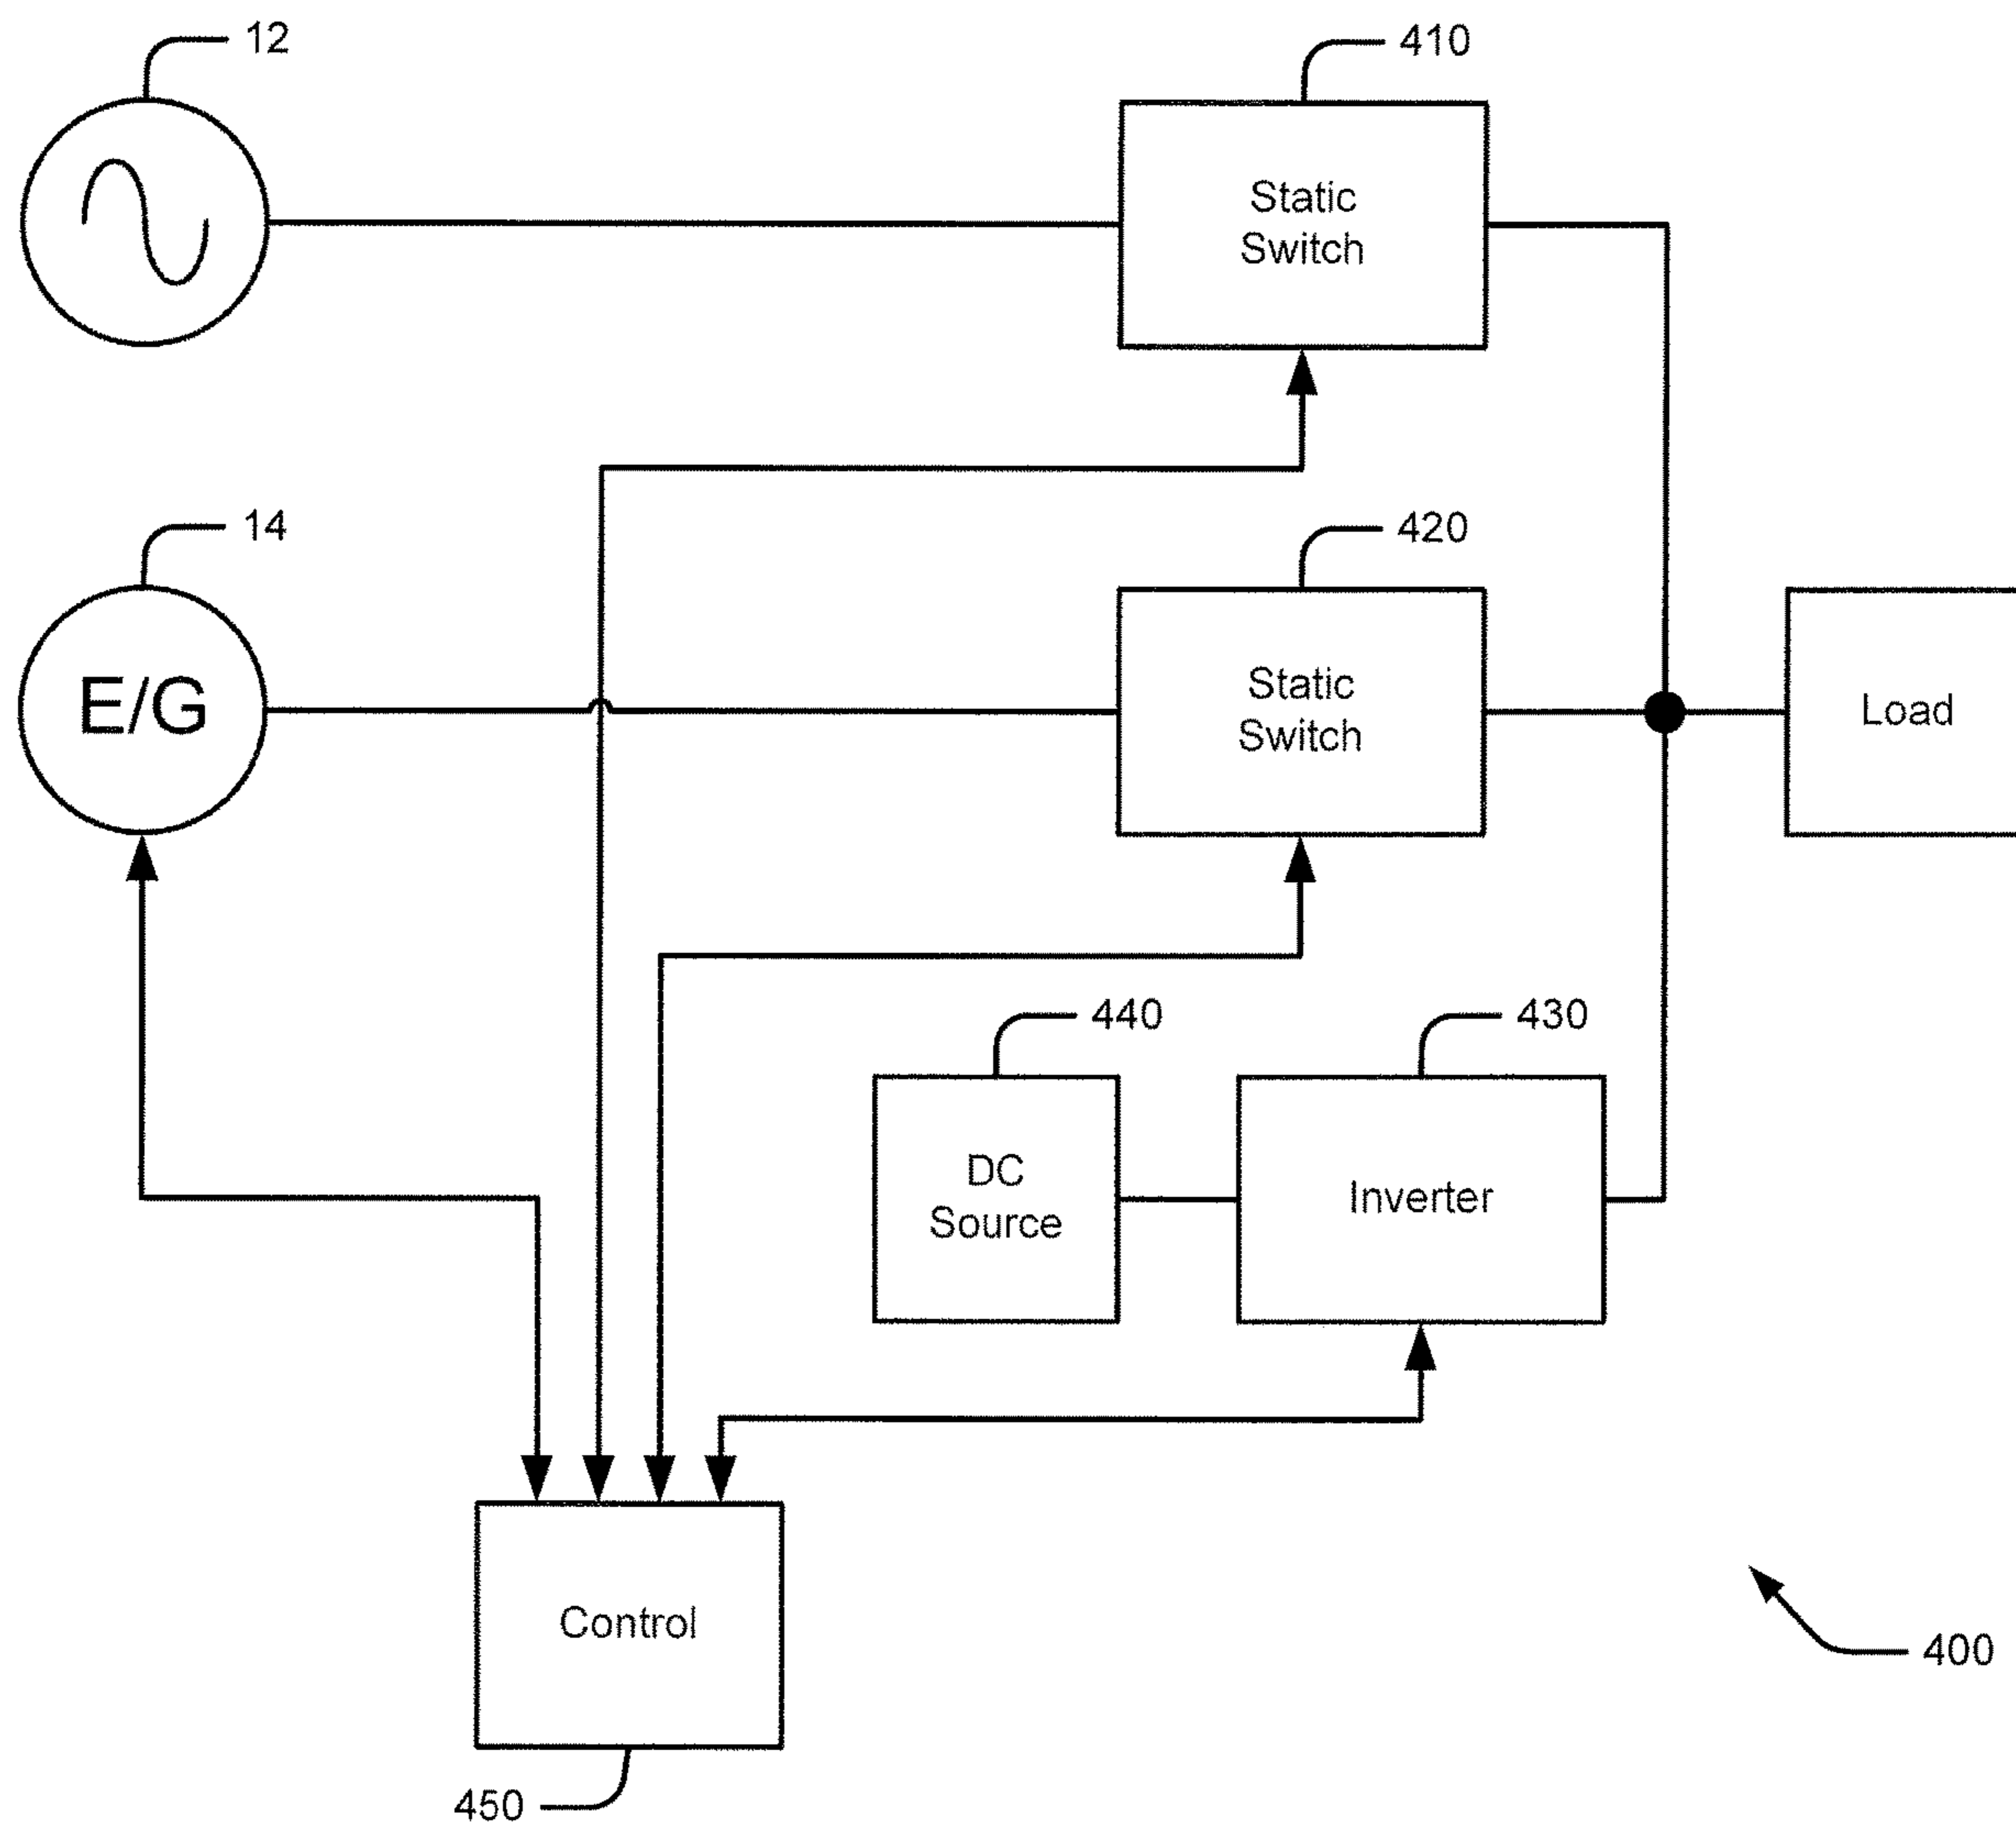 12
410
Static
Switch
14
E/G
420
Static
Switch
Load
440
430
DC
Source
Inverter
Control
400
450